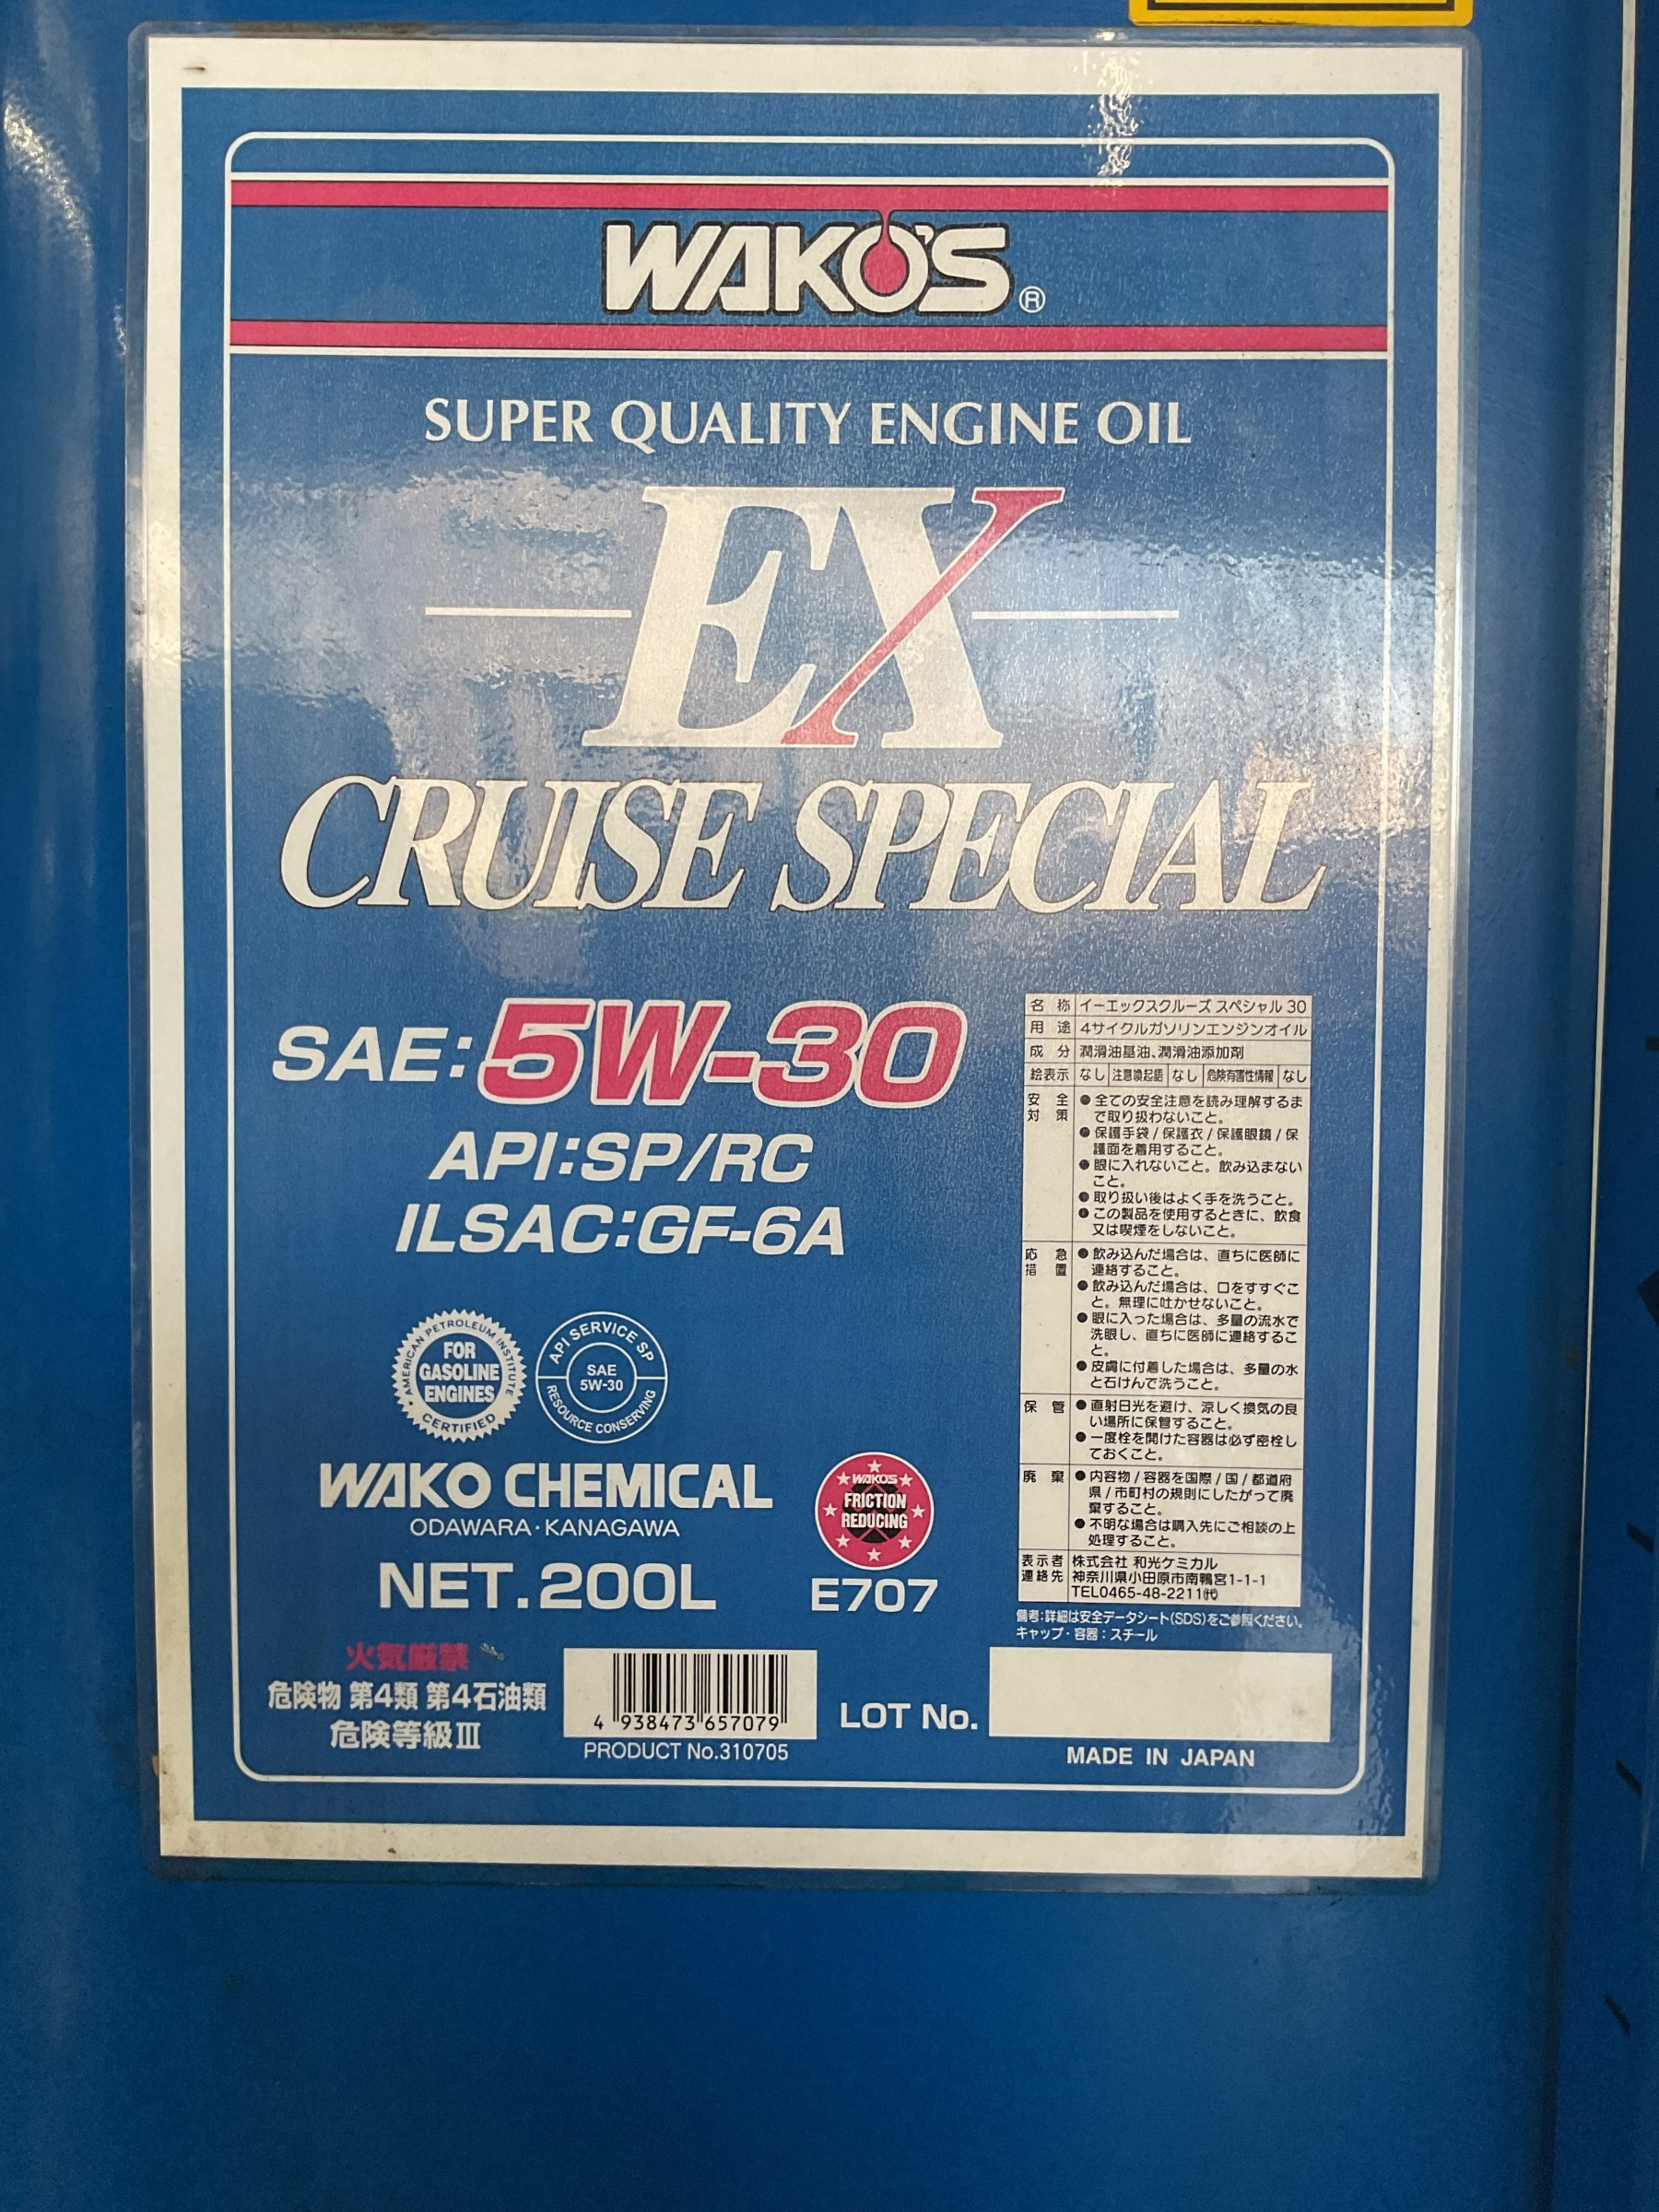 WAKO'S®
SUPER QUALITY ENGINE OIL
EX
CRUISE SPECIAL
SAE:5W-30
API:SP/RC
ILSAC:GF-6A
AMERICAN PETROLEUM INSTITUTE
FOR
GASOLINE
ENGINES
CERTIFIED
API SERVICE SP
SAE
5W-30
RESOURCE CONSERVING
WAKO CHEMICAL
ODAWARA・KANAGAWA
NET.200L
WAKO'S
FRICTION
REDUCING
E707
名称 イーエックスクルーズ スペシャル 30
用途 4サイクルガソリンエンジンオイル
成分 潤滑油基油、潤滑油添加剤
絵表示 なし 注意喚起語 なし 危険有害性情報 なし
安全
対策
●全ての安全注意を読み理解するま
で取り扱わないこと。
●保護手袋/保護衣/保護眼鏡/保
護面を着用すること。
●眼に入れないこと。飲み込まない
こと。
●取り扱い後はよく手を洗うこと。
●この製品を使用するときに、飲食
又は喫煙をしないこと。
応急
措置
●飲み込んだ場合は、直ちに医師に
連絡すること。
●飲み込んだ場合は、口をすすぐこ
と。無理に吐かせないこと。
●眼に入った場合は、多量の流水で
洗眼し、直ちに医師に連絡するこ
と。
●皮膚に付着した場合は、多量の水
と石けんで洗うこと。
保管
●直射日光を避け、涼しく換気の良
い場所に保管すること。
●一度栓を開けた容器は必ず密栓し
ておくこと。
廃棄
●内容物/容器を国際/国/都道府
県/市町村の規則にしたがって廃
棄すること。
●不明な場合は購入先にご相談の上
処理すること。
表示者
連絡先
株式会社 和光ケミカル
神奈川県小田原市南鴨宮1-1-1
TEL0465-48-2211㈹
備考:詳細は安全データシート(SDS)をご参照ください。
キャップ・容器:スチール
火気厳禁
危険物 第4類 第4石油類
危険等級Ⅲ
4 938473 657079
PRODUCT No.310705
LOT No.
MADE IN JAPAN